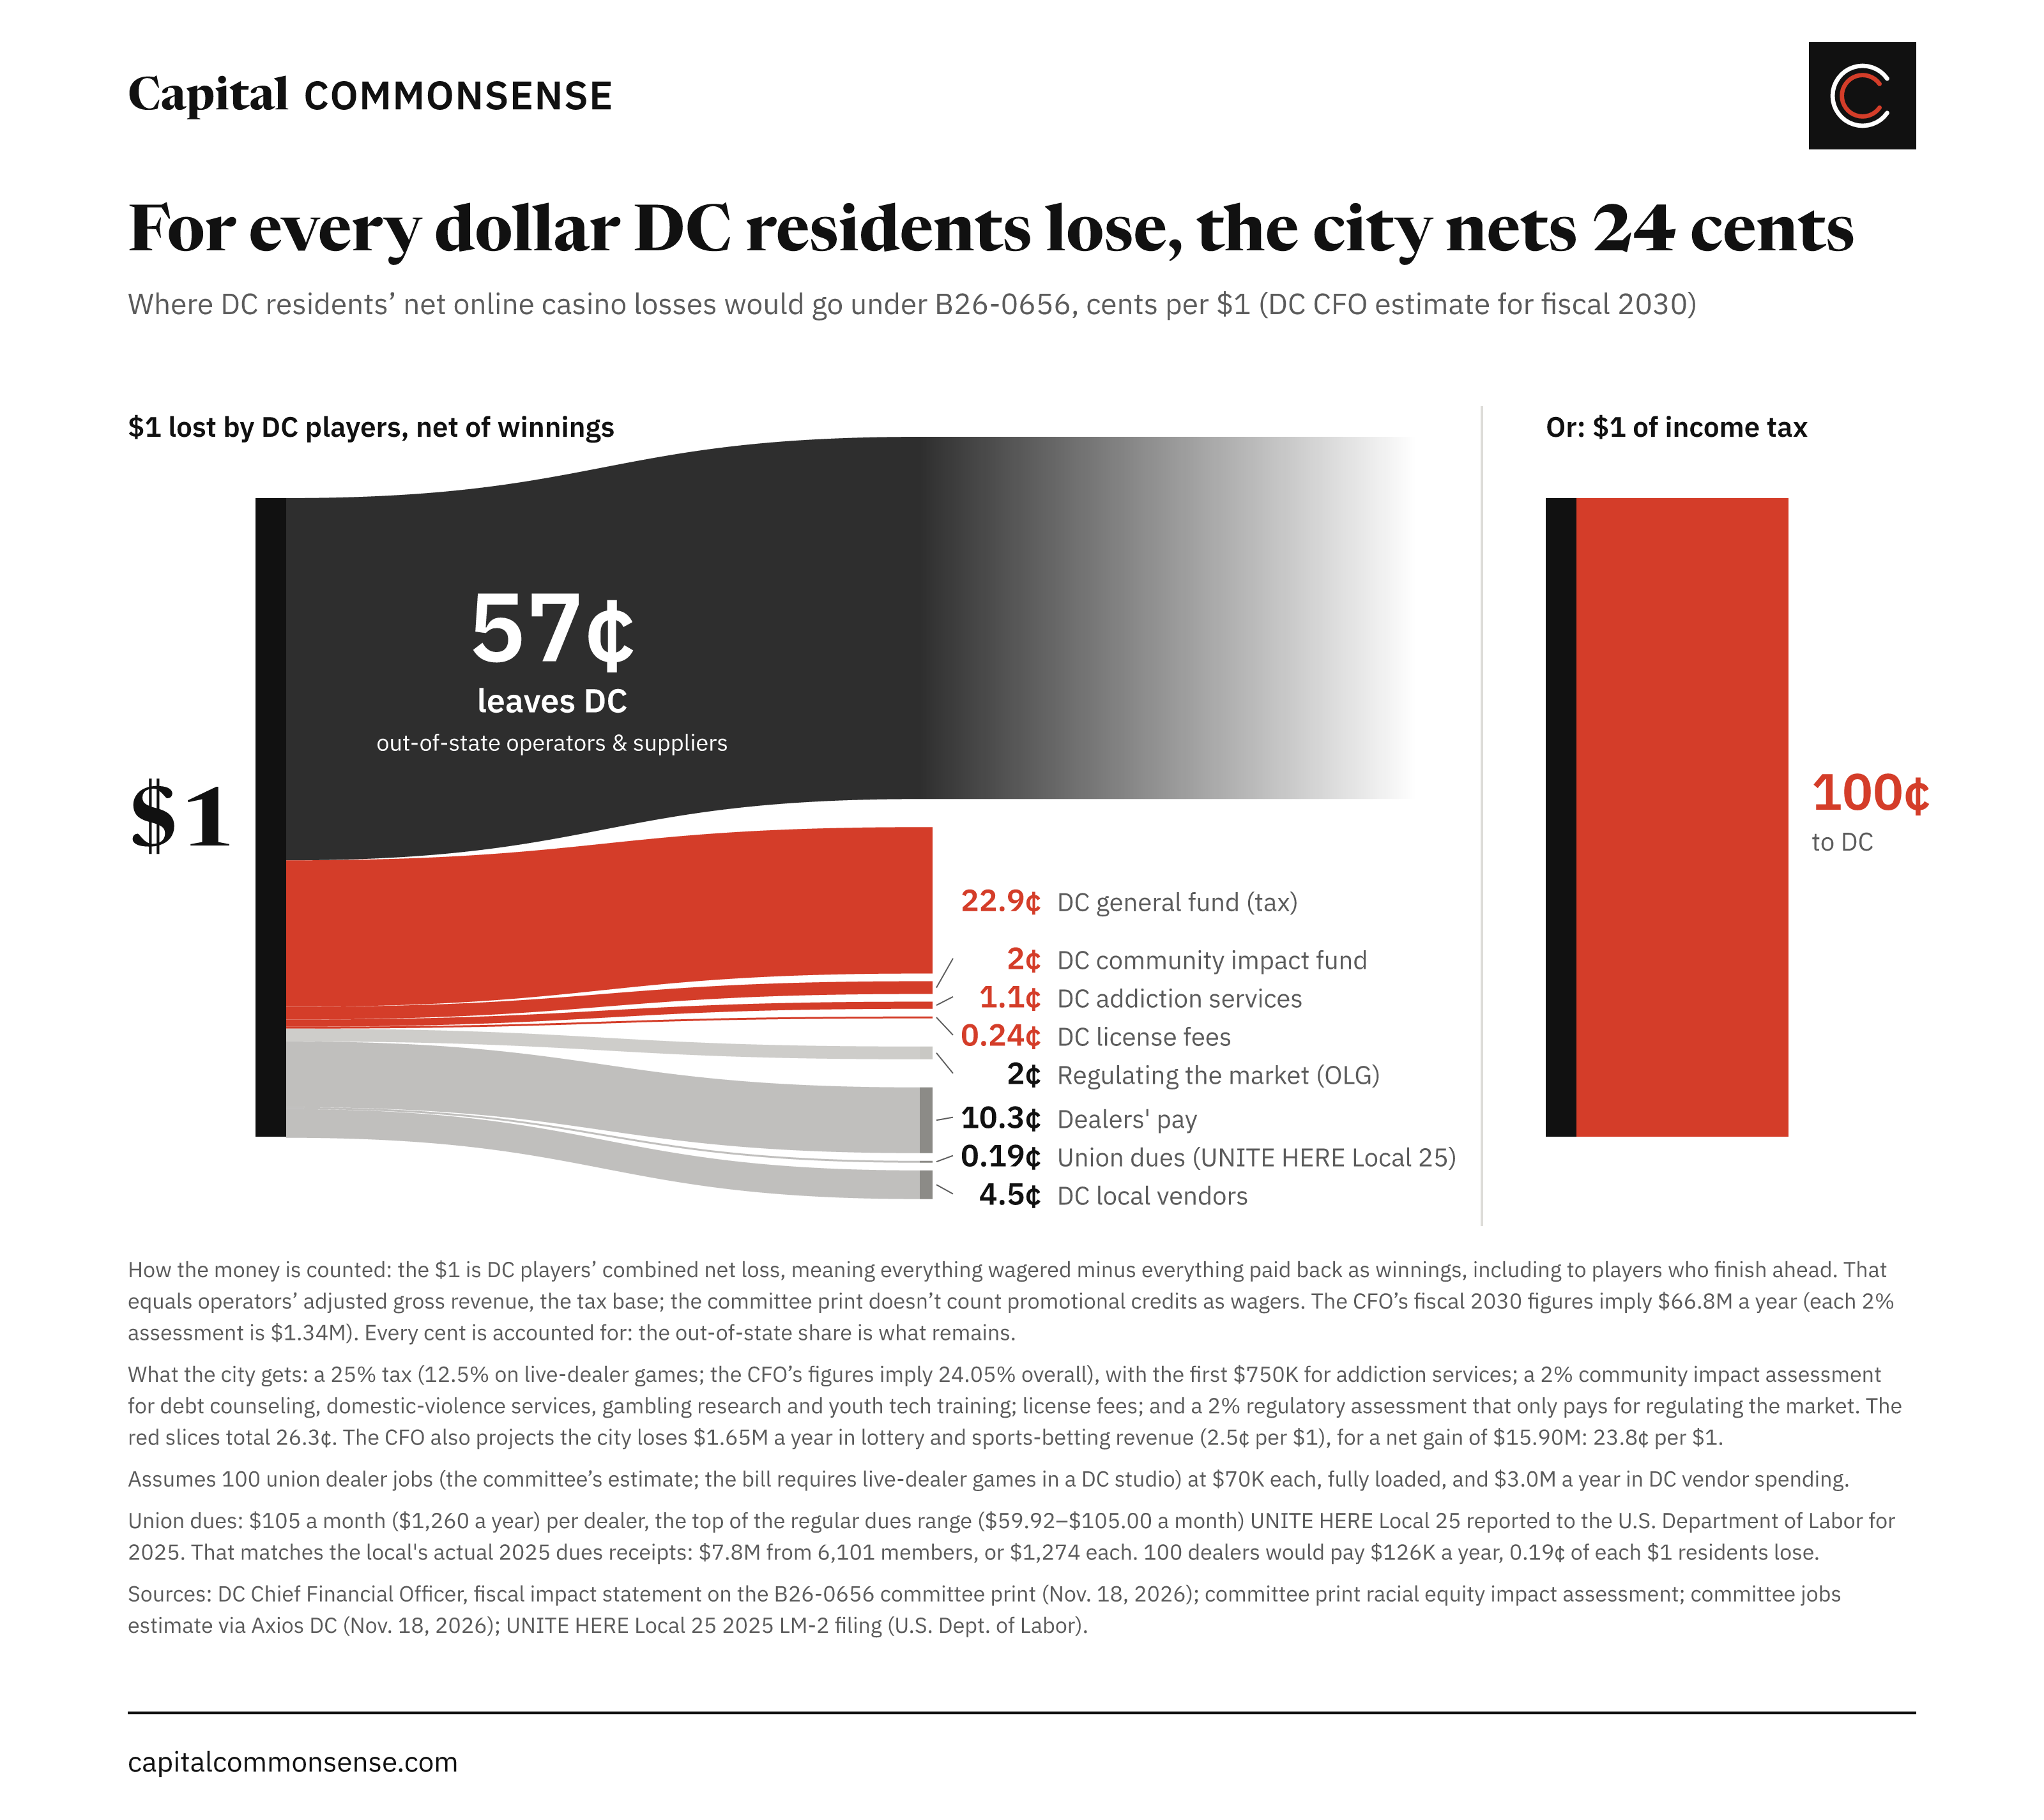 Capital COMMONSENSE
For every dollar DC residents lose, the city nets 24 cents
Where DC residents’ net online casino losses would go under B26-0656, cents per $1 (DC CFO estimate for fiscal 2030)
$1 lost by DC players, net of winnings
Or: $1 of income tax
57¢
leaves DC
out-of-state operators & suppliers
$1
100¢
to DC
22.9¢ DC general fund (tax)
2¢ DC community impact fund
1.1¢ DC addiction services
0.24¢ DC license fees
2¢ Regulating the market (OLG)
10.3¢ Dealers' pay
0.19¢ Union dues (UNITE HERE Local 25)
4.5¢ DC local vendors
How the money is counted: the $1 is DC players’ combined net loss, meaning everything wagered minus everything paid back as winnings, including to players who finish ahead. That
equals operators’ adjusted gross revenue, the tax base; the committee print doesn’t count promotional credits as wagers. The CFO’s fiscal 2030 figures imply $66.8M a year (each 2%
assessment is $1.34M). Every cent is accounted for: the out-of-state share is what remains.
What the city gets: a 25% tax (12.5% on live-dealer games; the CFO’s figures imply 24.05% overall), with the first $750K for addiction services; a 2% community impact assessment
for debt counseling, domestic-violence services, gambling research and youth tech training; license fees; and a 2% regulatory assessment that only pays for regulating the market. The
red slices total 26.3¢. The CFO also projects the city loses $1.65M a year in lottery and sports-betting revenue (2.5¢ per $1), for a net gain of $15.90M: 23.8¢ per $1.
Assumes 100 union dealer jobs (the committee’s estimate; the bill requires live-dealer games in a DC studio) at $70K each, fully loaded, and $3.0M a year in DC vendor spending.
Union dues: $105 a month ($1,260 a year) per dealer, the top of the regular dues range ($59.92–$105.00 a month) UNITE HERE Local 25 reported to the U.S. Department of Labor for
2025. That matches the local's actual 2025 dues receipts: $7.8M from 6,101 members, or $1,274 each. 100 dealers would pay $126K a year, 0.19¢ of each $1 residents lose.
Sources: DC Chief Financial Officer, fiscal impact statement on the B26-0656 committee print (Nov. 18, 2026); committee print racial equity impact assessment; committee jobs
estimate via Axios DC (Nov. 18, 2026); UNITE HERE Local 25 2025 LM-2 filing (U.S. Dept. of Labor).
capitalcommonsense.com